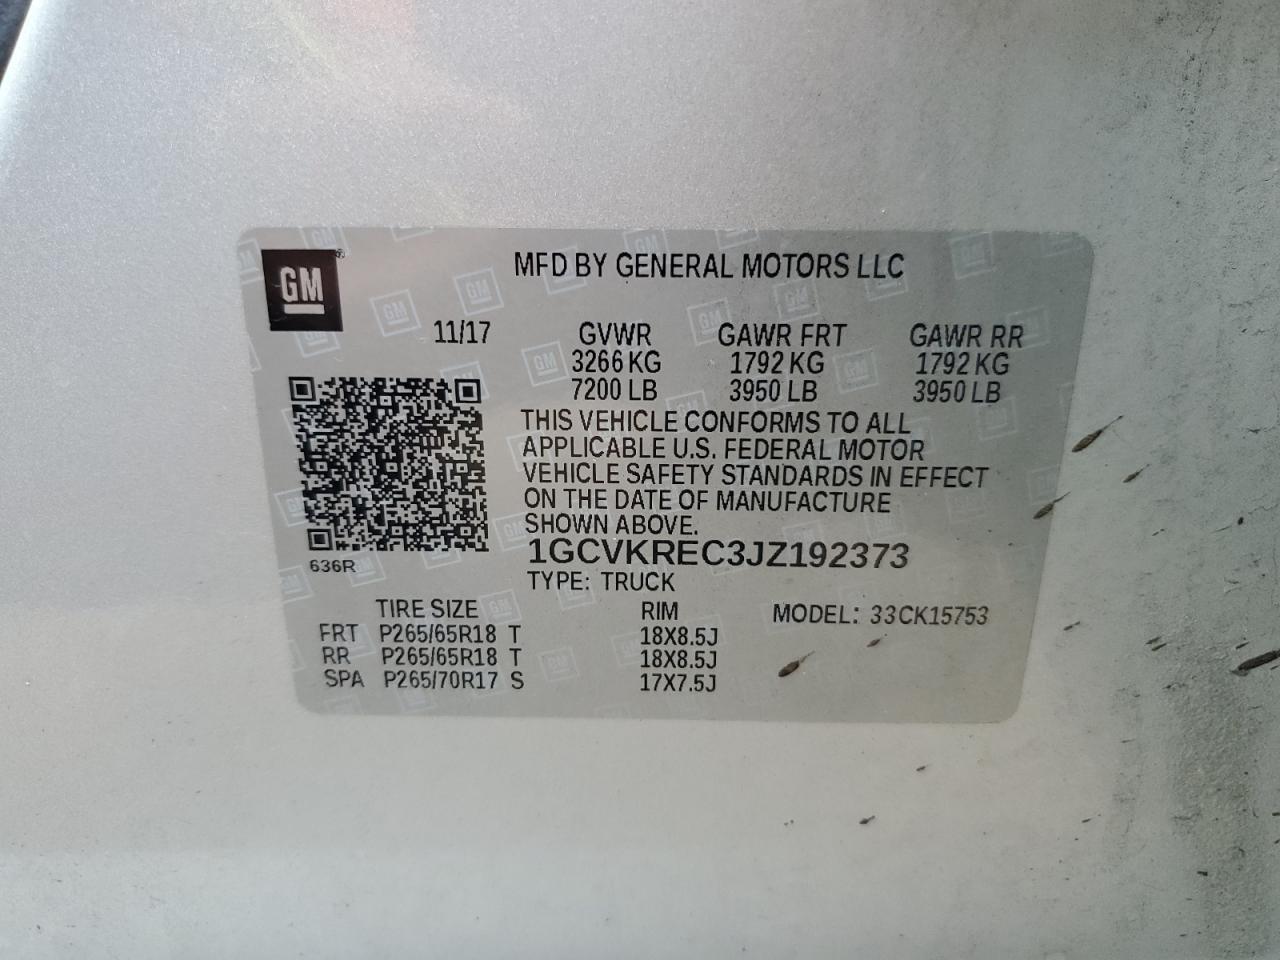 GM
MFD BY GENERAL MOTORS LLC
11/17 GVWR GAWR FRT GAWR RR
3266 KG 1792 KG 1792 KG
7200 LB 3950 LB 3950 LB
THIS VEHICLE CONFORMS TO ALL
APPLICABLE U.S. FEDERAL MOTOR
VEHICLE SAFETY STANDARDS IN EFFECT
ON THE DATE OF MANUFACTURE
SHOWN ABOVE.
1GCVKREC3JZ192373
636R
TYPE: TRUCK
TIRE SIZE RIM MODEL: 33CK15753
FRT P265/65R18 T 18X8.5J
RR P265/65R18 T 18X8.5J
SPA P265/70R17 S 17X7.5J